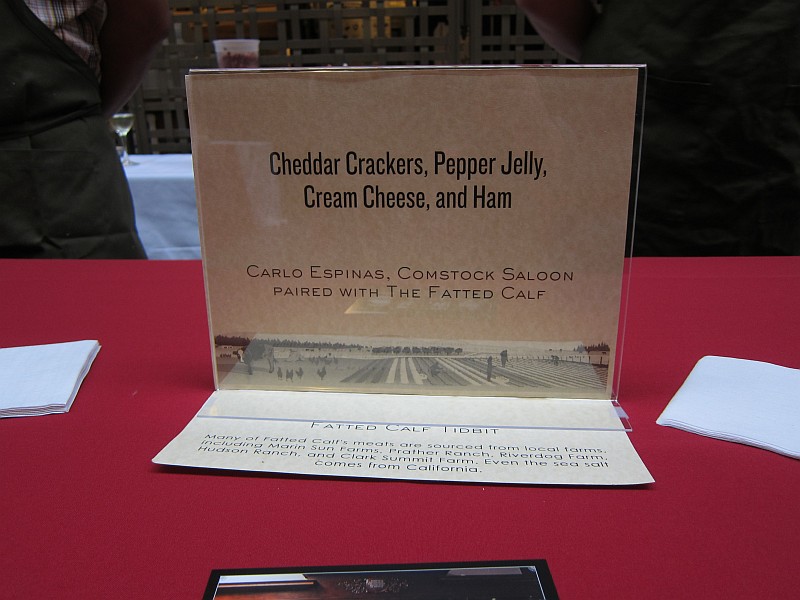 Cheddar Crackers, Pepper Jelly,
Cream Cheese, and Ham
Carlo Espinas, Comstock Saloon
paired with The Fatted Calf
Fatted Calf Tidbit
Many of Fatted Calf's meats are sourced from local farms,
including Marin Sun Farms, Prather Ranch, Riverdog Farm,
Hudson Ranch, and Clark Summit Farm. Even the sea salt
comes from California.